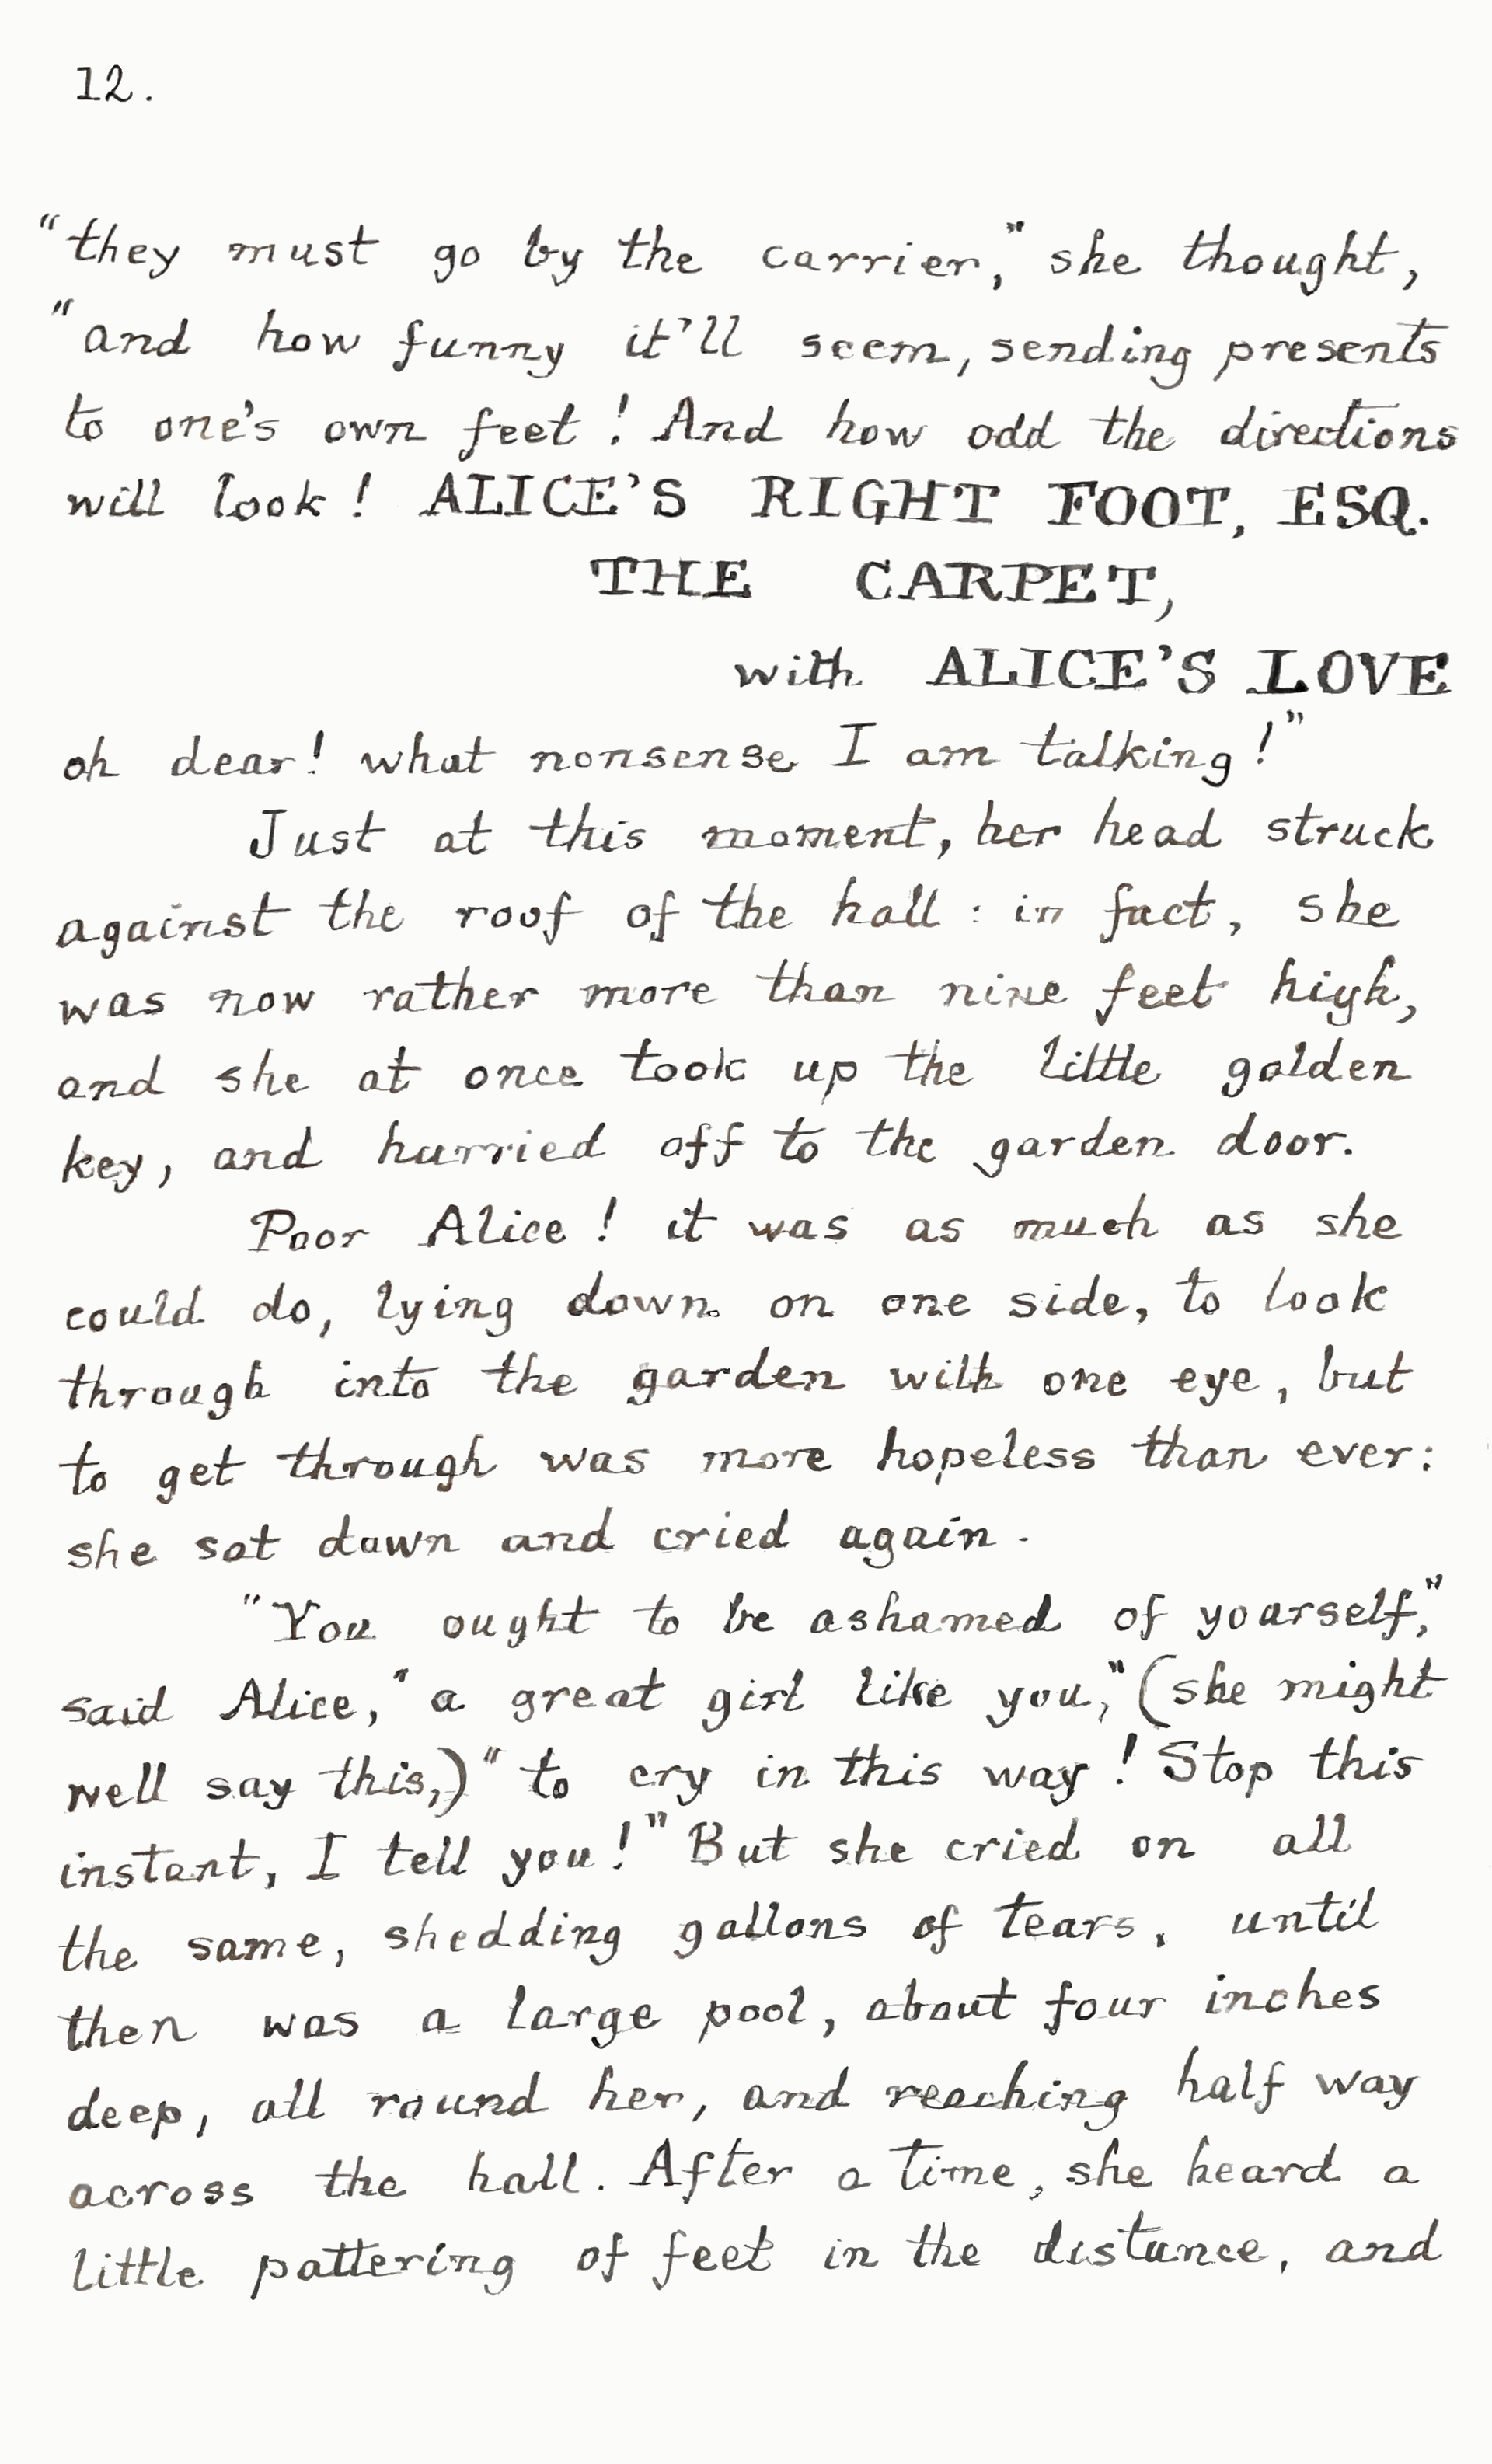 12.
"they must go by the carrier," she thought,
"and how funny it'll seem, sending presents
to one's own feet! And how odd the directions
will look! ALICE'S RIGHT FOOT, ESQ.
THE CARPET,
with ALICE'S LOVE
oh dear! what nonsense I am talking!"
Just at this moment, her head struck
against the roof of the hall: in fact, she
was now rather more than nine feet high,
and she at once took up the little golden
key, and hurried off to the garden door.
Poor Alice! it was as much as she
could do, lying down on one side, to look
through into the garden with one eye, but
to get through was more hopeless than ever:
she sat down and cried again.
"You ought to be ashamed of yourself,"
said Alice, "a great girl like you," (she might
well say this,) "to cry in this way! Stop this
instant, I tell you!" But she cried on all
the same, shedding gallons of tears, until
then was a large pool, about four inches
deep, all round her, and reaching half way
across the hall. After a time, she heard a
little pattering of feet in the distance, and